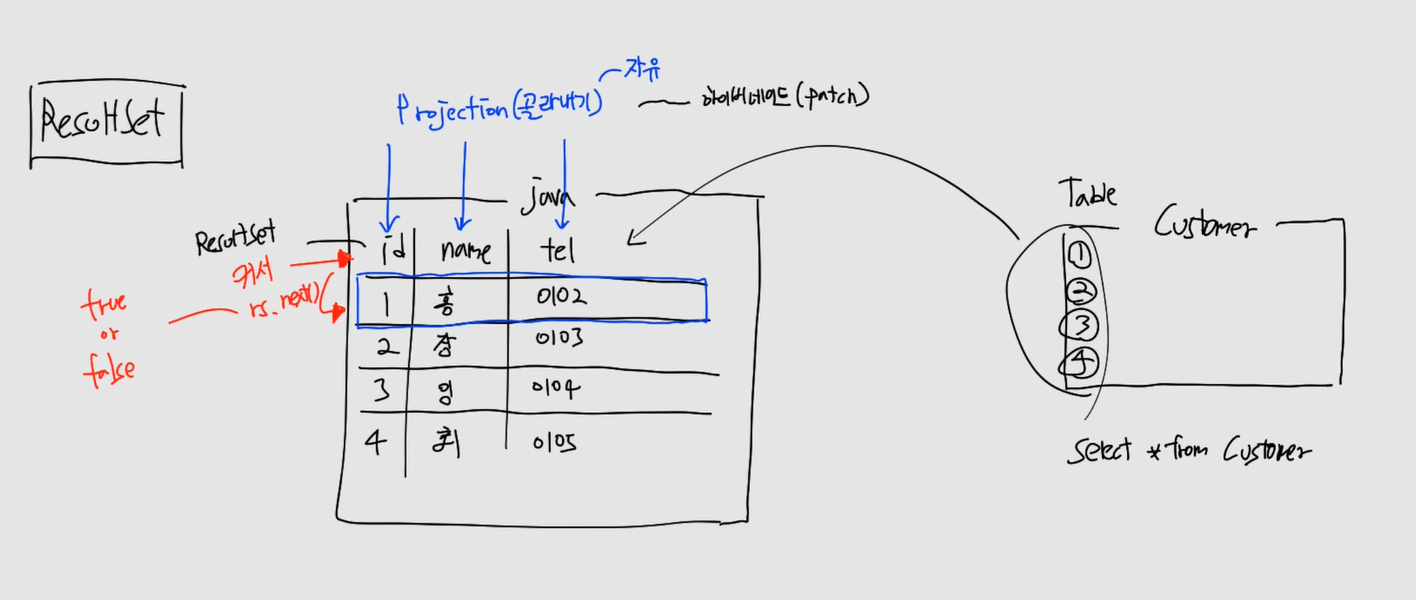 ResultSet
자유
Projection(골라내기)
하이버네이트(patch)
java
Table
Customer
ResultSet
id name tel
커서
rs.next()
true
or
false
1 홍 0102
2 장 0103
3 임 0104
4 최 0105
①
②
③
④
Select * from Customer